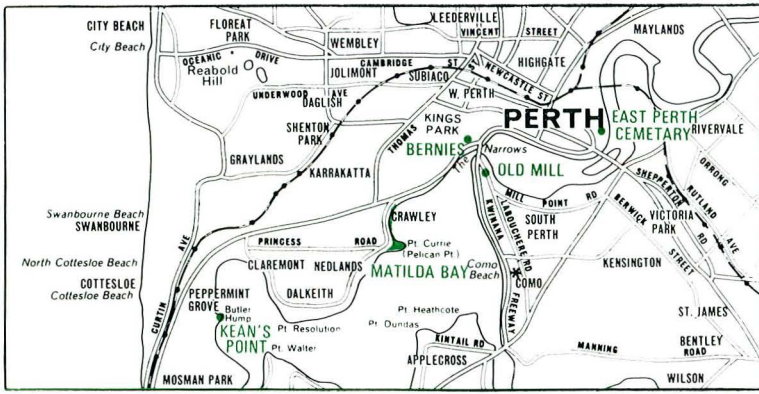 CITY BEACH
City Beach
FLOREAT
PARK
LEEDERVILLE
VINCENT STREET
MAYLANDS
WEMBLEY
OCEANIC DRIVE
CAMBRIDGE ST
HIGHGATE
Reabold
Hill
JOLIMONT
SUBIACO
NEWCASTLE ST
UNDERWOOD AVE
DAGLISH
W. PERTH
KINGS
PARK
PERTH
EAST PERTH
CEMETARY
RIVERVALE
SHENTON
PARK
THOMAS
BERNIES
The Narrows
GRAYLANDS
KARRAKATTA
OLD MILL
ORRONG
SHEPPERTON RD
RUTLAND AVE
MILL POINT RD
BERWICK STREET
Swanbourne Beach
SWANBOURNE
CRAWLEY
KWINANA FREEWAY
LABOUCHERE RD
SOUTH
PERTH
VICTORIA
PARK
PRINCESS ROAD
Pt. Currie
(Pelican Pt.)
North Cottesloe Beach
CLAREMONT
NEDLANDS
MATILDA BAY
Como
Beach
COMO
KENSINGTON
COTTESLOE
Cottesloe Beach
CURTIN AVE
PEPPERMINT
GROVE
DALKEITH
Butler
Hump
KEAN'S
POINT
Pt. Resolution
Pt. Walter
Pt. Heathcote
Pt. Dundas
ST. JAMES
KINTAIL RD
APPLECROSS
MANNING ROAD
BENTLEY
MOSMAN PARK
WILSON